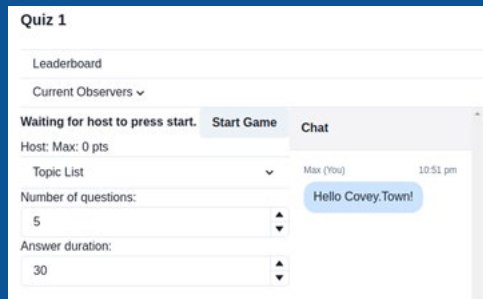 Quiz 1
Leaderboard
Current Observers
Waiting for host to press start. Start Game
Host: Max: 0 pts
Topic List
Number of questions:
5
Answer duration:
30
Chat
Max (You) 10:51 pm
Hello Covey.Town!